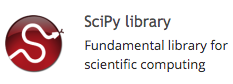 SciPy library
Fundamental library for
scientific computing